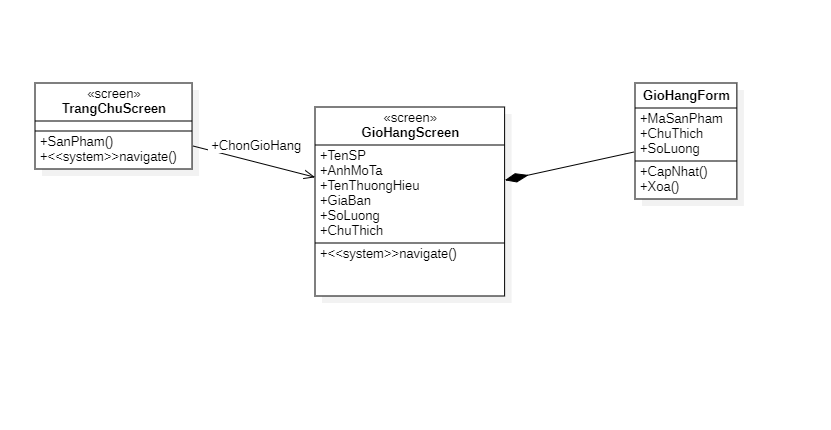 «screen»
TrangChuScreen
+SanPham()
+<<system>>navigate()
+ChonGioHang
«screen»
GioHangScreen
+TenSP
+AnhMoTa
+TenThuongHieu
+GiaBan
+SoLuong
+ChuThich
+<<system>>navigate()
GioHangForm
+MaSanPham
+ChuThich
+SoLuong
+CapNhat()
+Xoa()